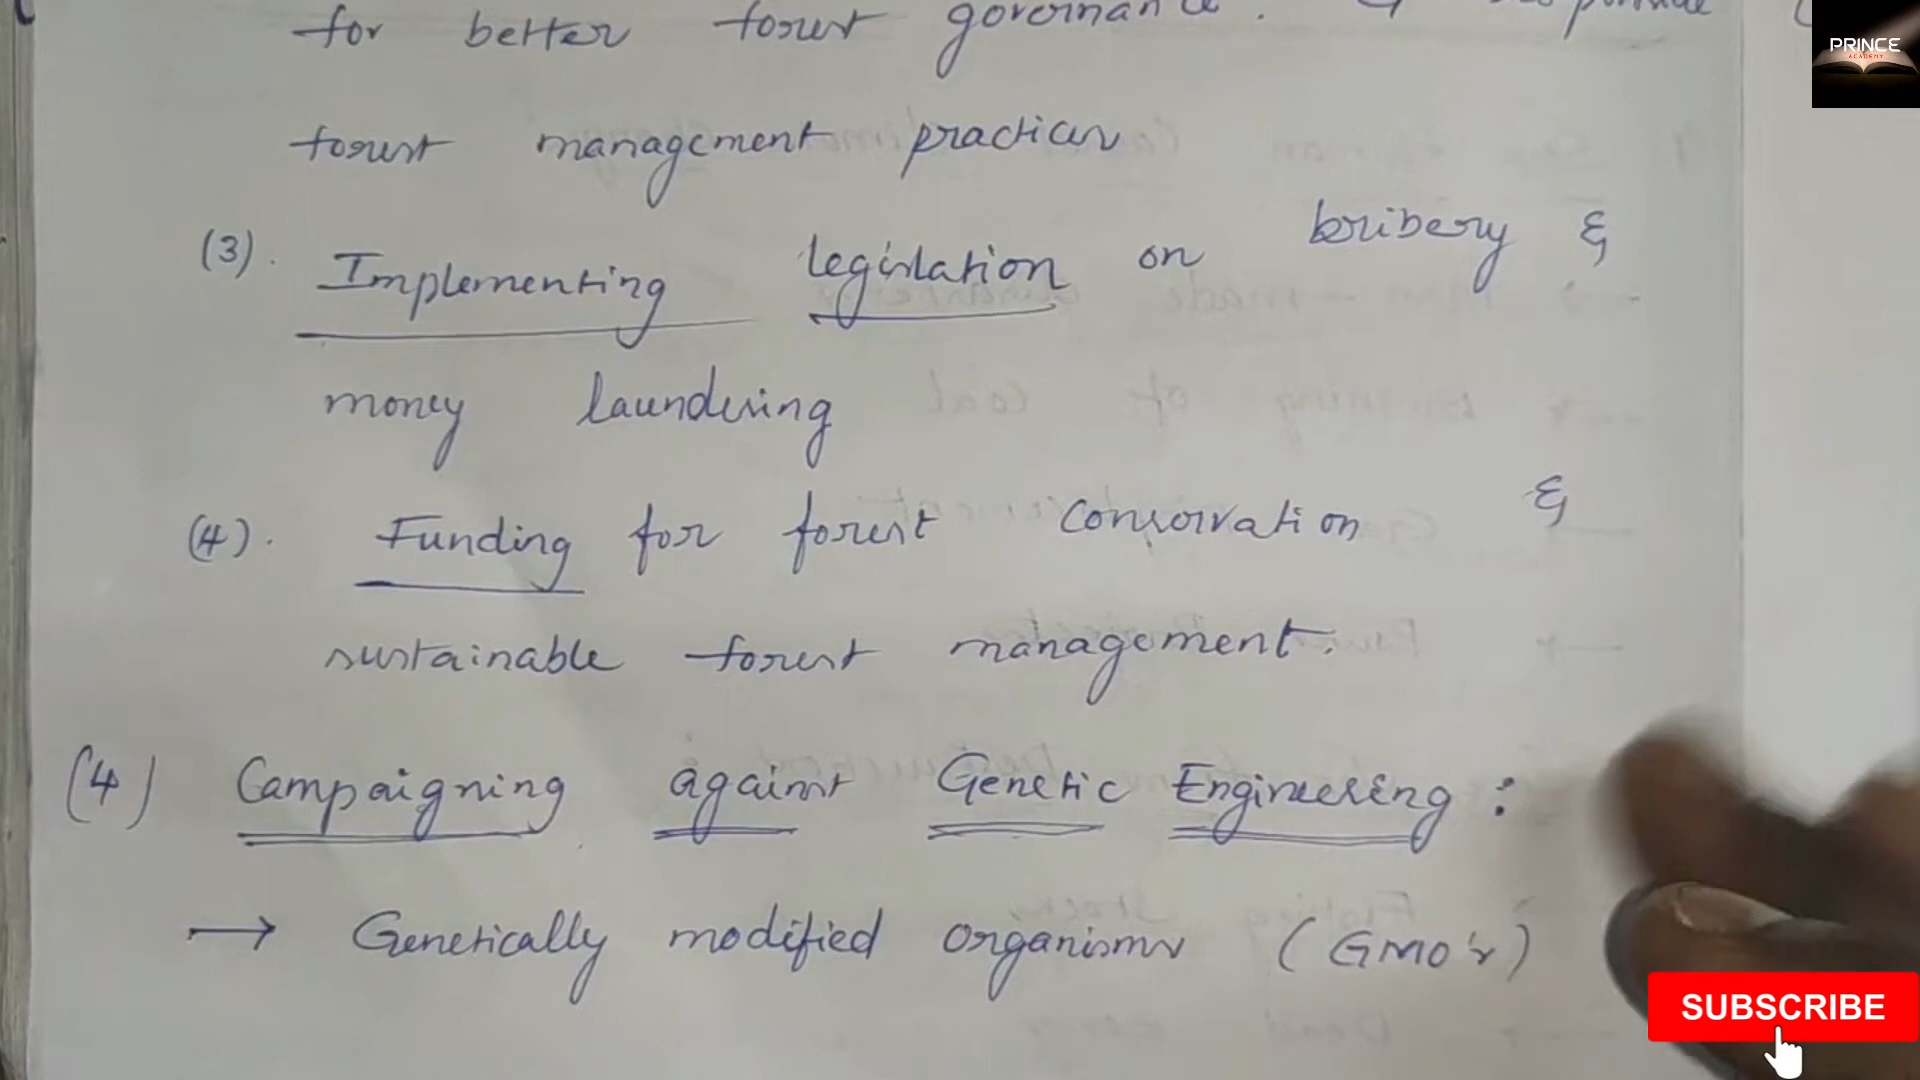 for better forest governance. &
forest management practices
(3). Implementing legislation on bribery &
money laundering
(4). Funding for forest Conservation &
sustainable forest management.
(4) Campaigning against Genetic Engineering :
→ Genetically modified organisms (GMO's)
PRINCE
ACADEMY
SUBSCRIBE